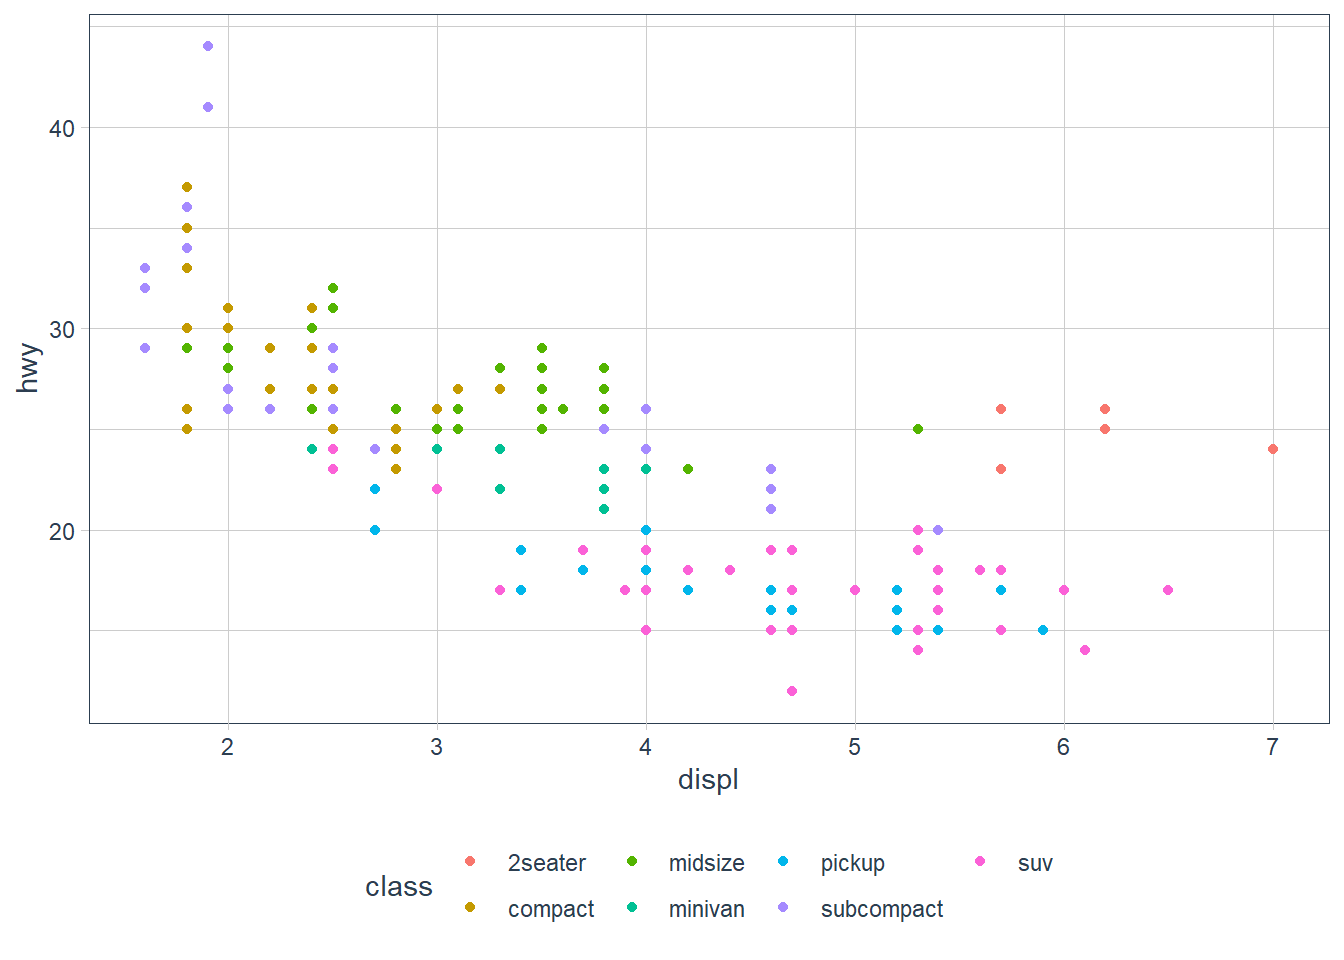 40
30
20
hwy
2 3 4 5 6 7
displ
class
2seater midsize pickup suv
compact minivan subcompact